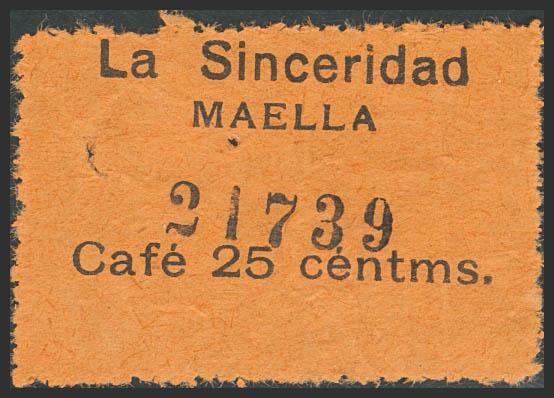 La Sinceridad
MAELLA
21739
Café 25 céntms.